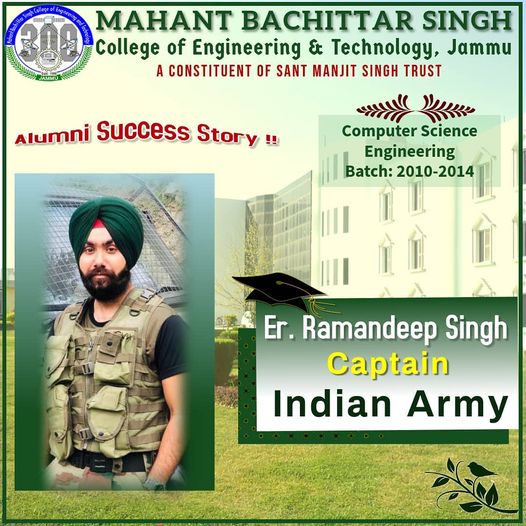 MAHANT BACHITTAR SINGH
College of Engineering & Technology, Jammu
A CONSTITUENT OF SANT MANJIT SINGH TRUST
JAMMU
Alumni Success Story !!
Computer Science
Engineering
Batch: 2010-2014
Er. Ramandeep Singh
Captain
Indian Army